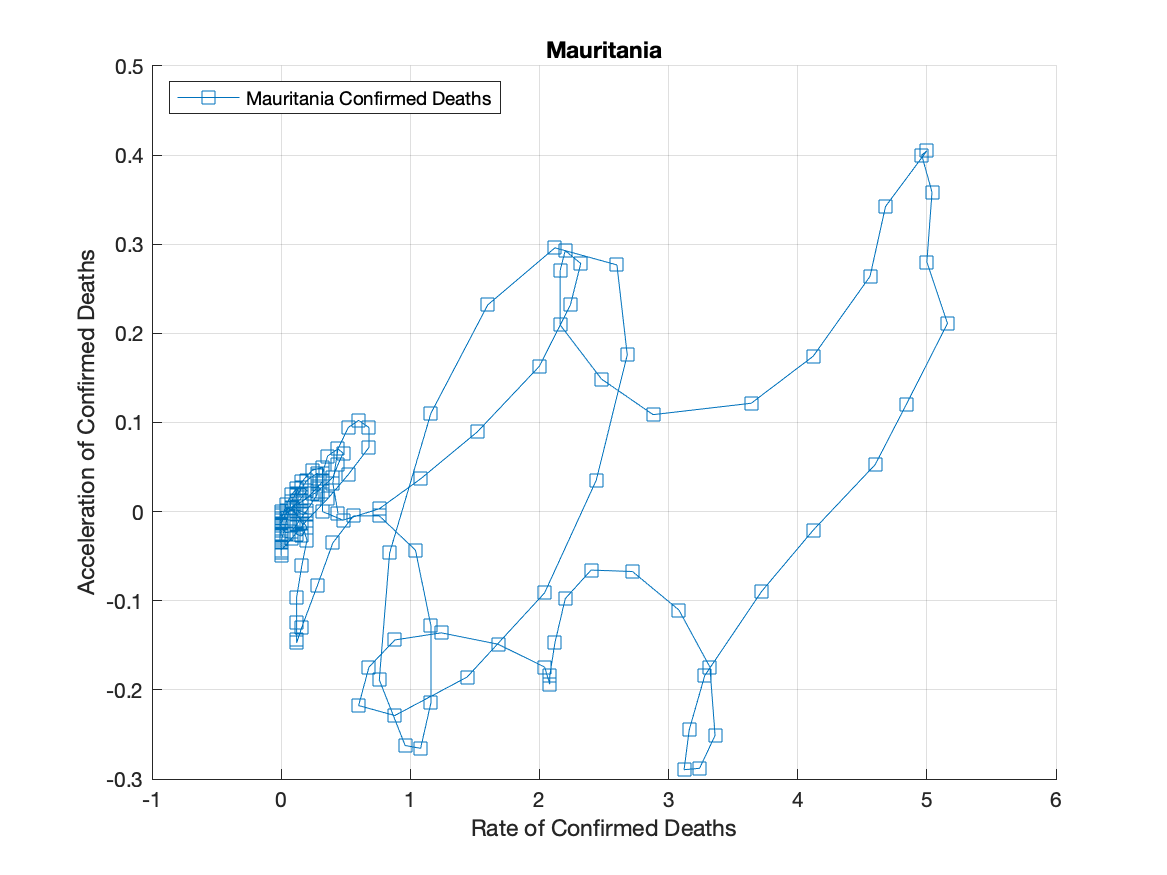 Mauritania
Mauritania Confirmed Deaths
Acceleration of Confirmed Deaths
0.5
0.4
0.3
0.2
0.1
0
-0.1
-0.2
-0.3
-1 0 1 2 3 4 5 6
Rate of Confirmed Deaths